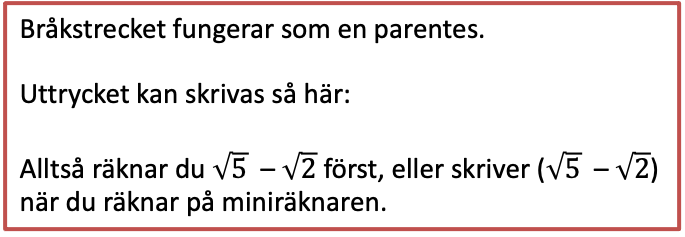 Bråkstrecket fungerar som en parentes.
Uttrycket kan skrivas så här:
Alltså räknar du √5 – √2 först, eller skriver (√5 – √2)
när du räknar på miniräknaren.